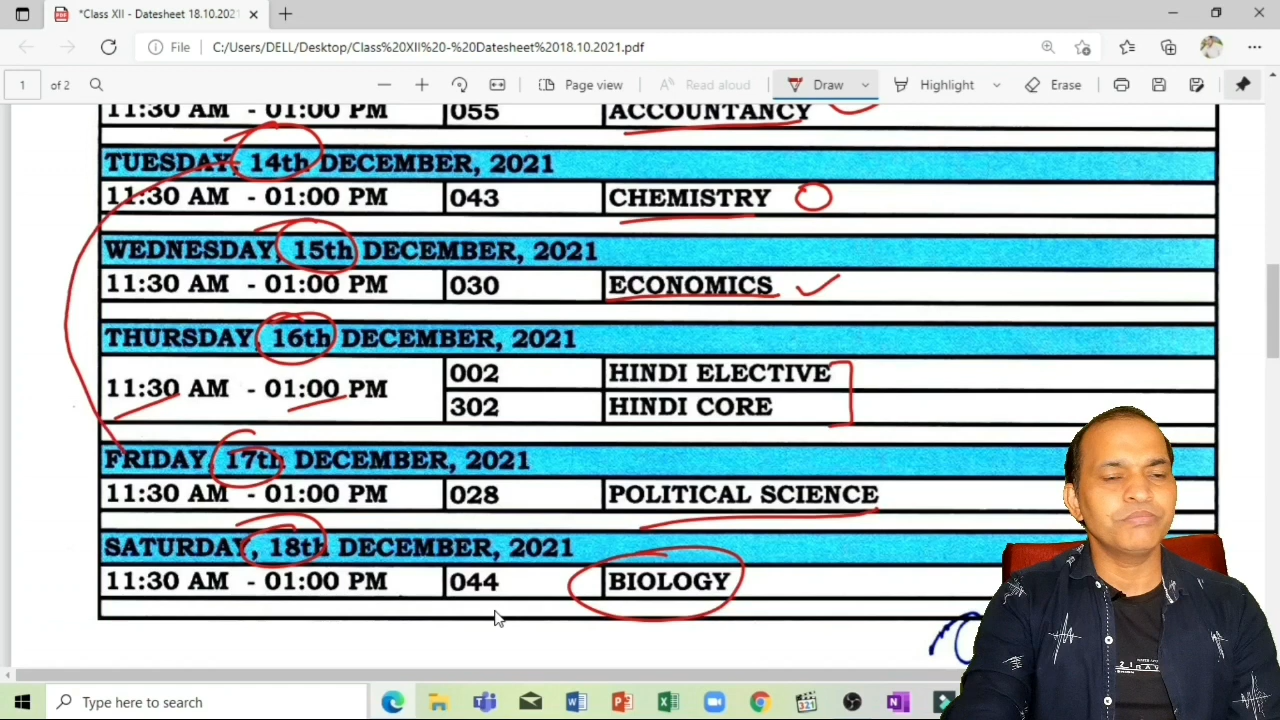 *Class XII - Datesheet 18.10.2021
File C:/Users/DELL/Desktop/Class%20XII%20-%20Datesheet%2018.10.2021.pdf
1 of 2 Page view Read aloud Draw Highlight Erase
11:30 AM - 01:00 PM 055 ACCOUNTANCY
TUESDAY, 14th DECEMBER, 2021
11:30 AM - 01:00 PM 043 CHEMISTRY
WEDNESDAY, 15th DECEMBER, 2021
11:30 AM - 01:00 PM 030 ECONOMICS
THURSDAY, 16th DECEMBER, 2021
11:30 AM - 01:00 PM 002 HINDI ELECTIVE
302 HINDI CORE
FRIDAY, 17th DECEMBER, 2021
11:30 AM - 01:00 PM 028 POLITICAL SCIENCE
SATURDAY, 18th DECEMBER, 2021
11:30 AM - 01:00 PM 044 BIOLOGY
Type here to search
321